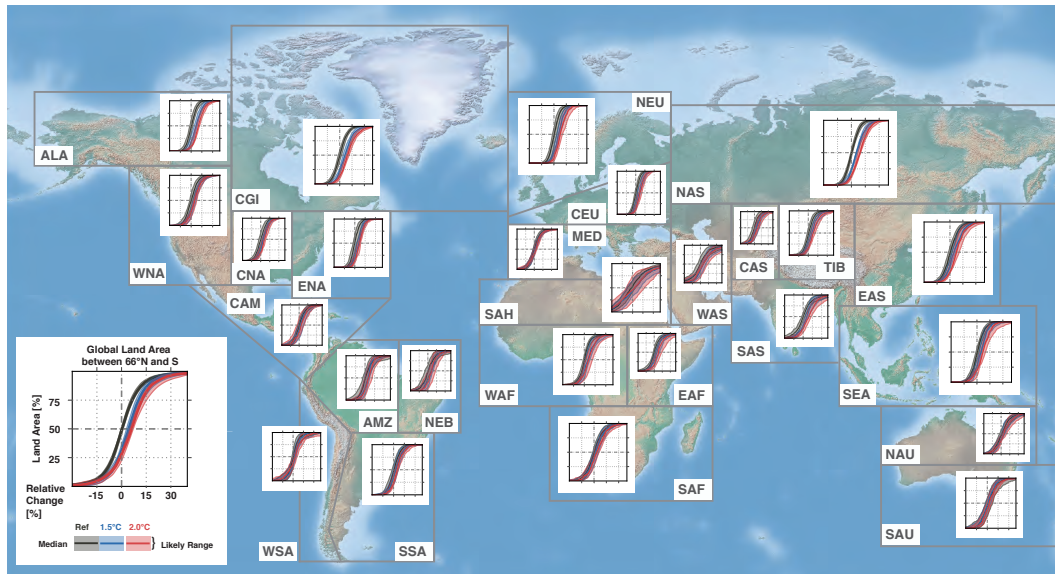 NEU
ALA
CGI
NAS
CEU
MED
WNA
CNA
CAS
TIB
ENA
EAS
CAM
SAH
WAS
SAS
Global Land Area
between 66°N and S
WAF
EAF
SEA
Land Area [%]
75
50
25
AMZ
NEB
NAU
Relative
Change
[%]
-15
0
15
30
SAF
Ref
1.5°C
2.0°C
Median
Likely Range
WSA
SSA
SAU